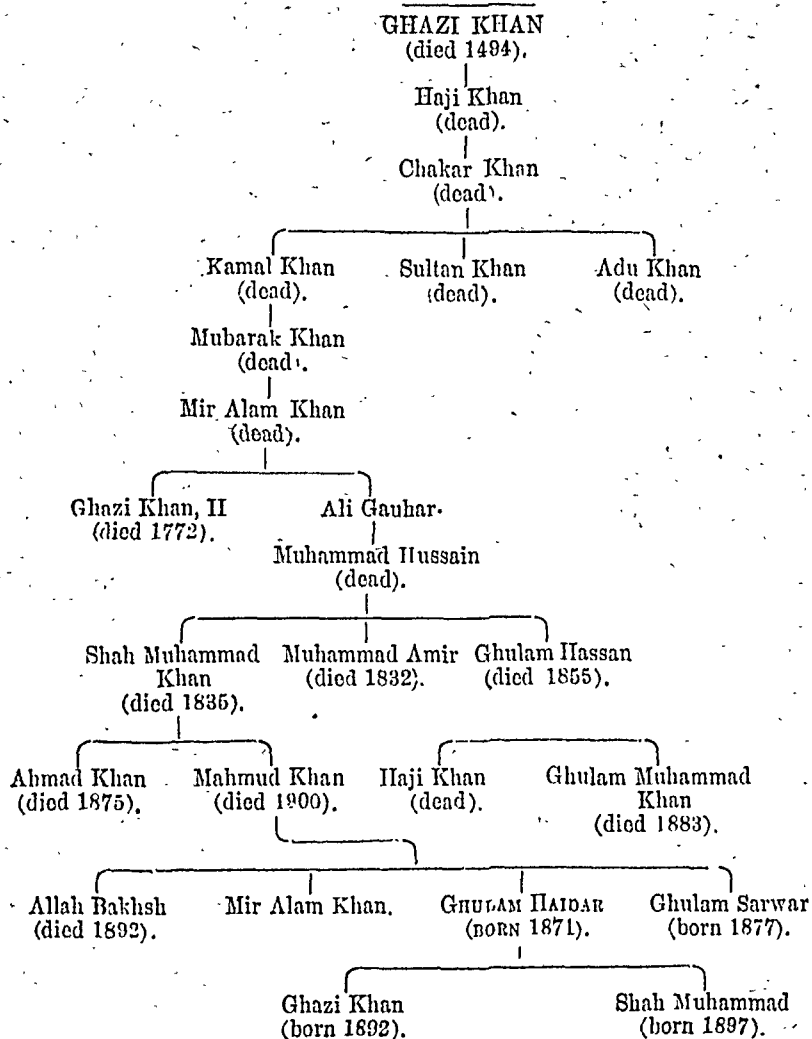 GHAZI KHAN
(died 1494).
Haji Khan
(dead).
Chakar Khan
(dead).
Kamal Khan Sultan Khan Adu Khan
(dead). (dead). (dead).
Mubarak Khan
(dead).
Mir Alam Khan
(dead).
Ghazi Khan, II Ali Gauhar.
(died 1772).
Muhammad Hussain
(dead).
Shah Muhammad Muhammad Amir Ghulam Hassan
Khan (died 1832). (died 1855).
(died 1835).
Ahmad Khan Mahmud Khan Haji Khan Ghulam Muhammad
(died 1875). (died 1900). (dead). Khan
(died 1883).
Allah Bakhsh Mir Alam Khan. GHULAM HAIDAR Ghulam Sarwar
(died 1892). (BORN 1871). (born 1877).
Ghazi Khan Shah Muhammad
(born 1892). (born 1897).